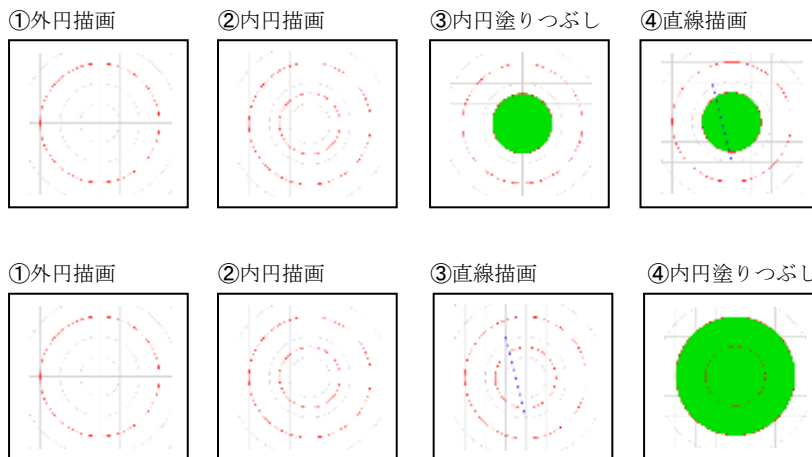 ①外円描画 ②内円描画 ③内円塗りつぶし ④直線描画
①外円描画 ②内円描画 ③直線描画 ④内円塗りつぶし